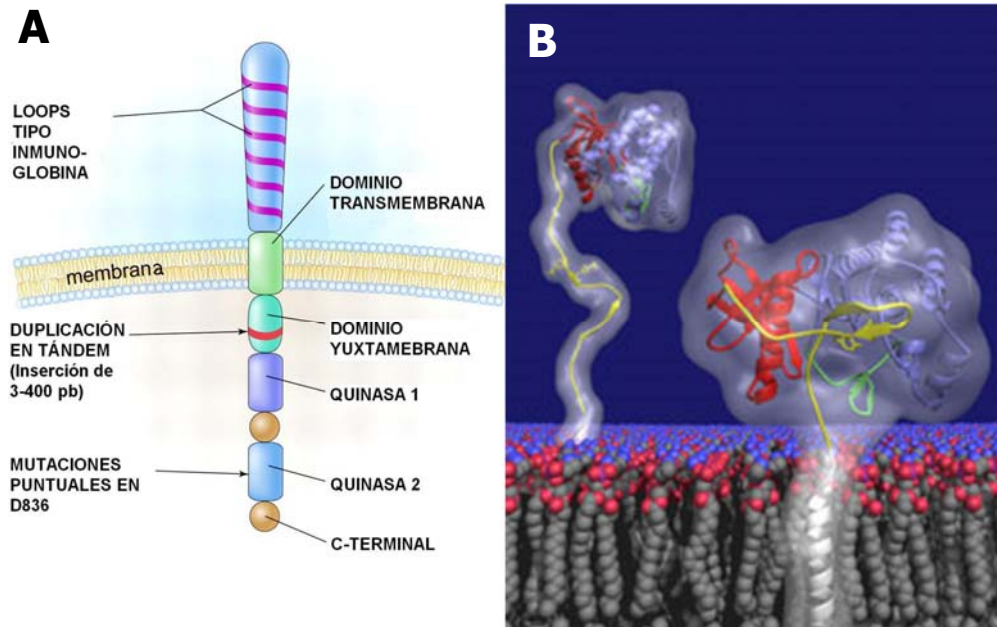 A
LOOPS
TIPO
INMUNO-
GLOBINA
DOMINIO
TRANSMEMBRANA
membrana
DUPLICACIÓN
EN TÁNDEM
(Inserción de
3-400 pb)
DOMINIO
YUXTAMEBRANA
QUINASA 1
MUTACIONES
PUNTUALES EN
D836
QUINASA 2
C-TERMINAL
B